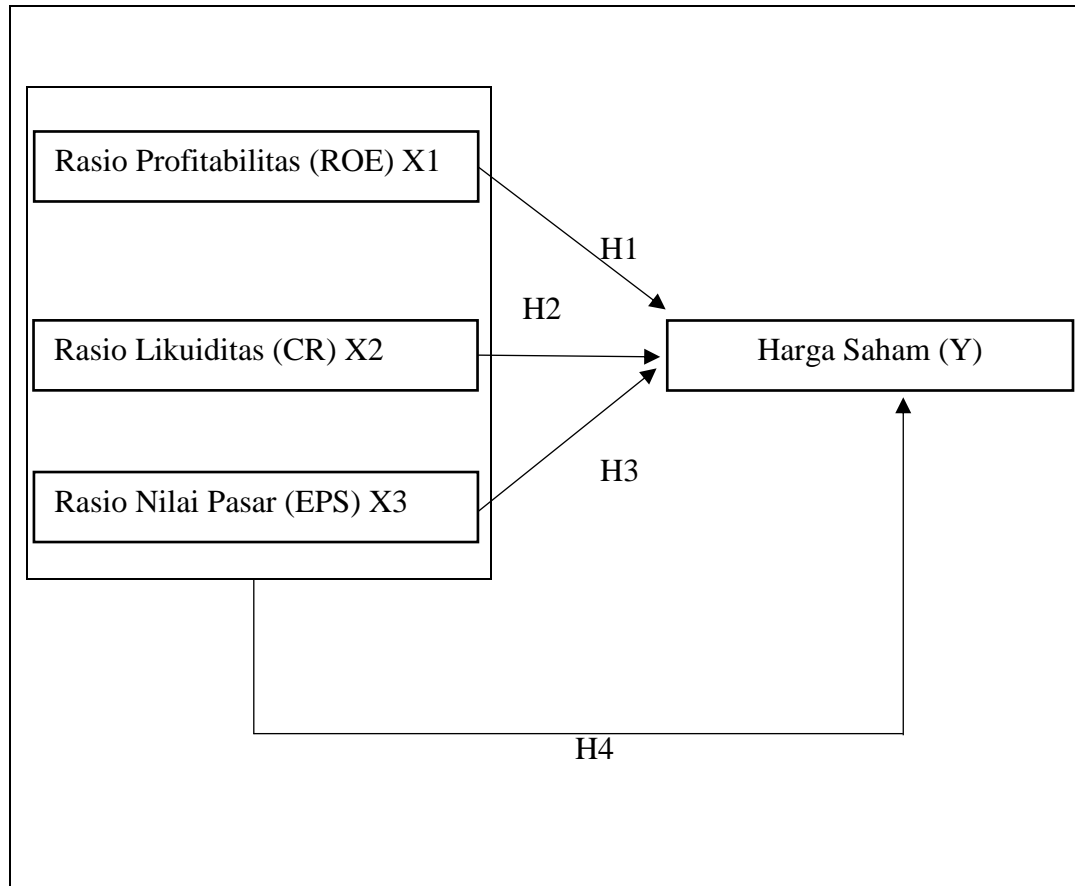 Rasio Profitabilitas (ROE) X1
H1
H2
Rasio Likuiditas (CR) X2
Harga Saham (Y)
H3
Rasio Nilai Pasar (EPS) X3
H4